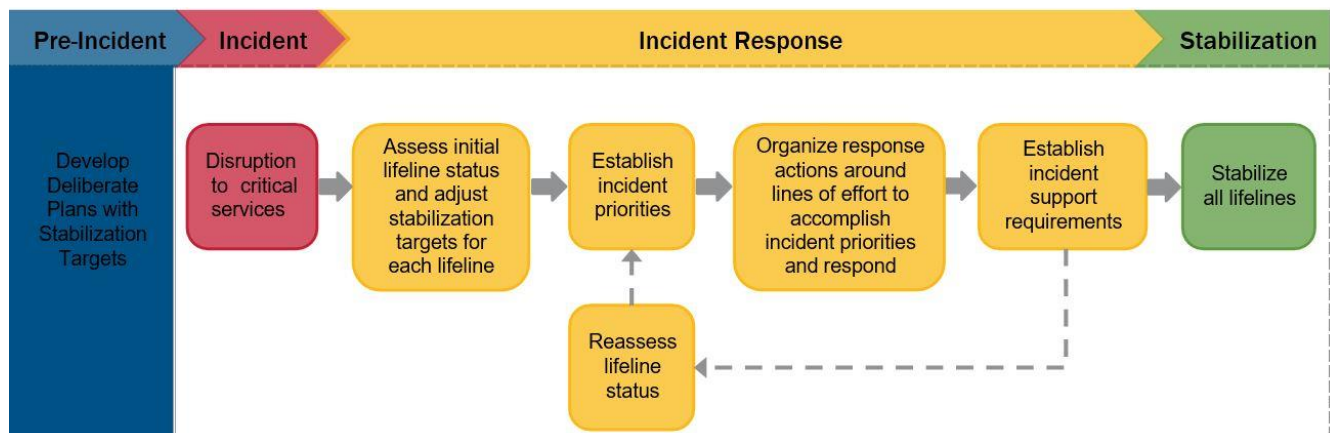 Pre-Incident
Incident
Incident Response
Stabilization
Develop
Deliberate
Plans with
Stabilization
Targets
Disruption
to critical
services
Assess initial
lifeline status
and adjust
stabilization
targets for
each lifeline
Establish
incident
priorities
Organize response
actions around
lines of effort to
accomplish
incident priorities
and respond
Establish
incident
support
requirements
Stabilize
all lifelines
Reassess
lifeline
status